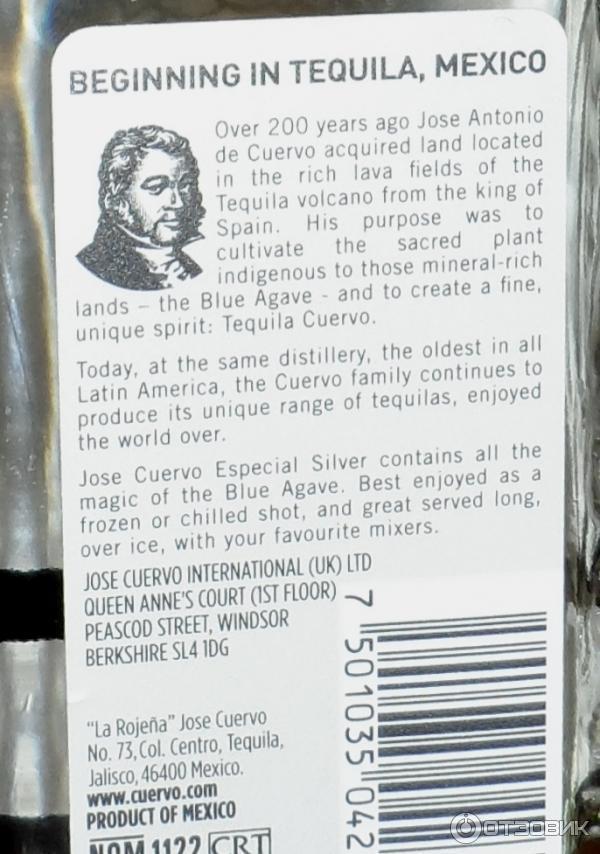 BEGINNING IN TEQUILA, MEXICO
Over 200 years ago Jose Antonio
de Cuervo acquired land located
in the rich lava fields of the
Tequila volcano from the king of
Spain. His purpose was to
cultivate the sacred plant
indigenous to those mineral-rich
lands – the Blue Agave - and to create a fine,
unique spirit: Tequila Cuervo.
Today, at the same distillery, the oldest in all
Latin America, the Cuervo family continues to
produce its unique range of tequilas, enjoyed
the world over.
Jose Cuervo Especial Silver contains all the
magic of the Blue Agave. Best enjoyed as a
frozen or chilled shot, and great served long,
over ice, with your favourite mixers.
JOSE CUERVO INTERNATIONAL (UK) LTD
QUEEN ANNE'S COURT (1ST FLOOR)
PEASCOD STREET, WINDSOR
BERKSHIRE SL4 1DG
"La Rojeña" Jose Cuervo
No. 73, Col. Centro, Tequila,
Jalisco, 46400 Mexico.
www.cuervo.com
PRODUCT OF MEXICO
NOM 1122 CRT
7 501035 042
ОТЗОВИК